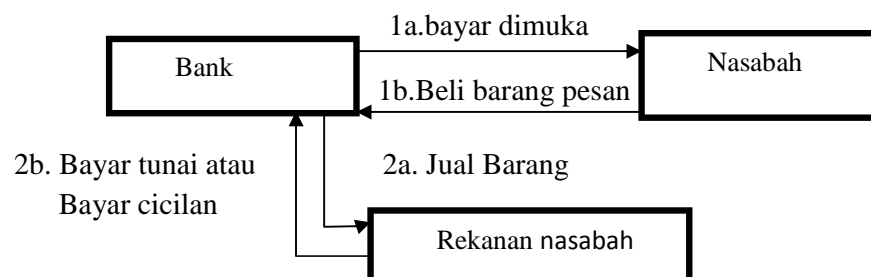 1a.bayar dimuka
Bank
Nasabah
1b.Beli barang pesan
2b. Bayar tunai atau
Bayar cicilan
2a. Jual Barang
Rekanan nasabah